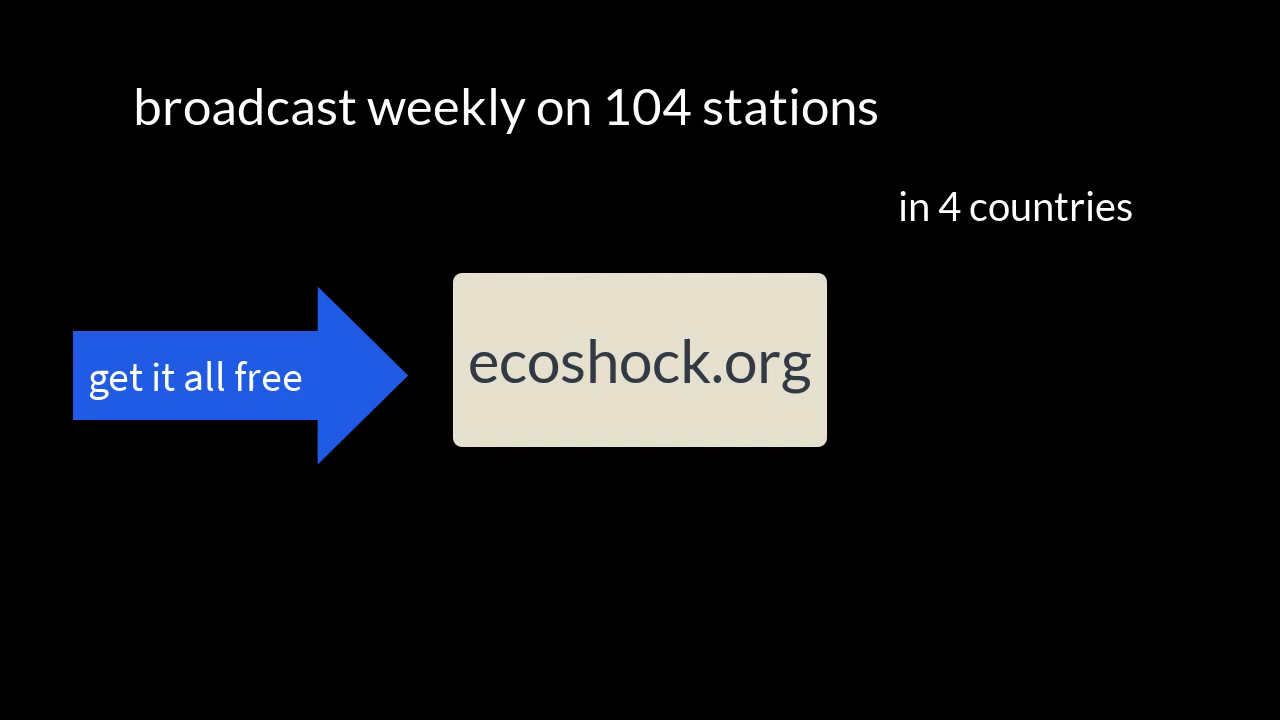 broadcast weekly on 104 stations
in 4 countries
get it all free
ecoshock.org